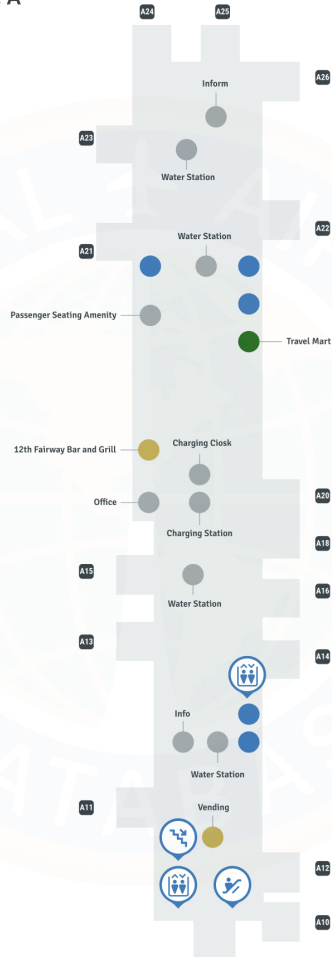 A
A24
A25
A26
Inform
A23
Water Station
A22
Water Station
A21
Passenger Seating Amenity
Travel Mart
12th Fairway Bar and Grill
Charging Ciosk
A20
Office
Charging Station
A18
A15
A16
Water Station
A13
A14
Info
Water Station
A11
Vending
A12
A10